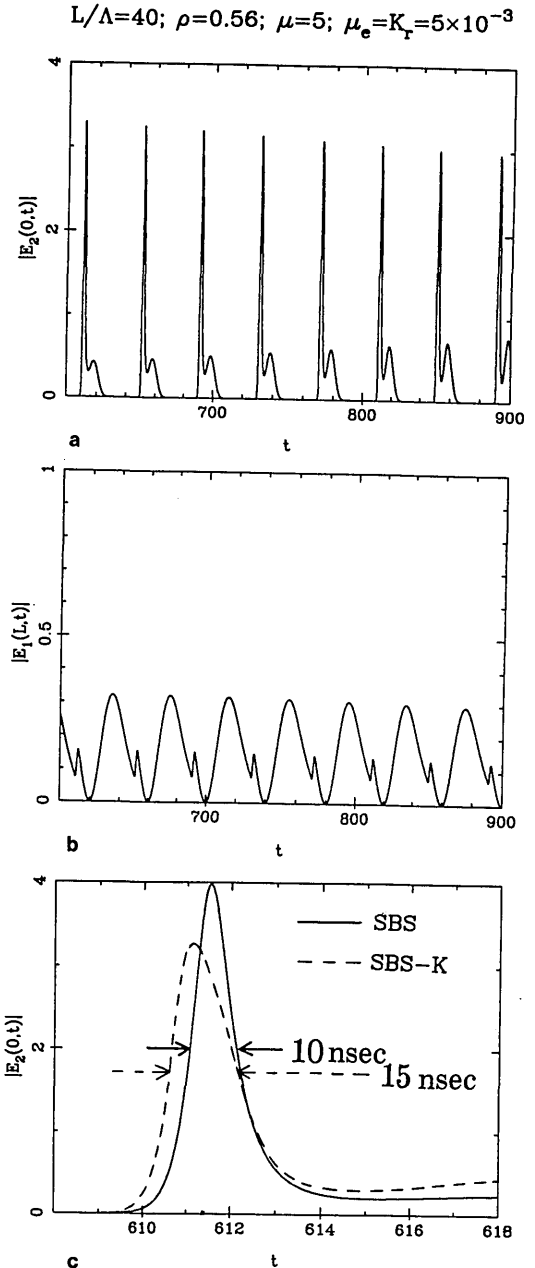 L/Λ=40; ρ=0.56; μ=5; μₑ=Kᵣ=5×10⁻³
4
2
0
|E₂(0,t)|
700
800
900
a
t
1
0.5
0
|E₁(L,t)|
700
800
900
b
t
4
2
0
|E₂(0,t)|
SBS
SBS-K
10 nsec
15 nsec
610
612
614
616
618
c
t